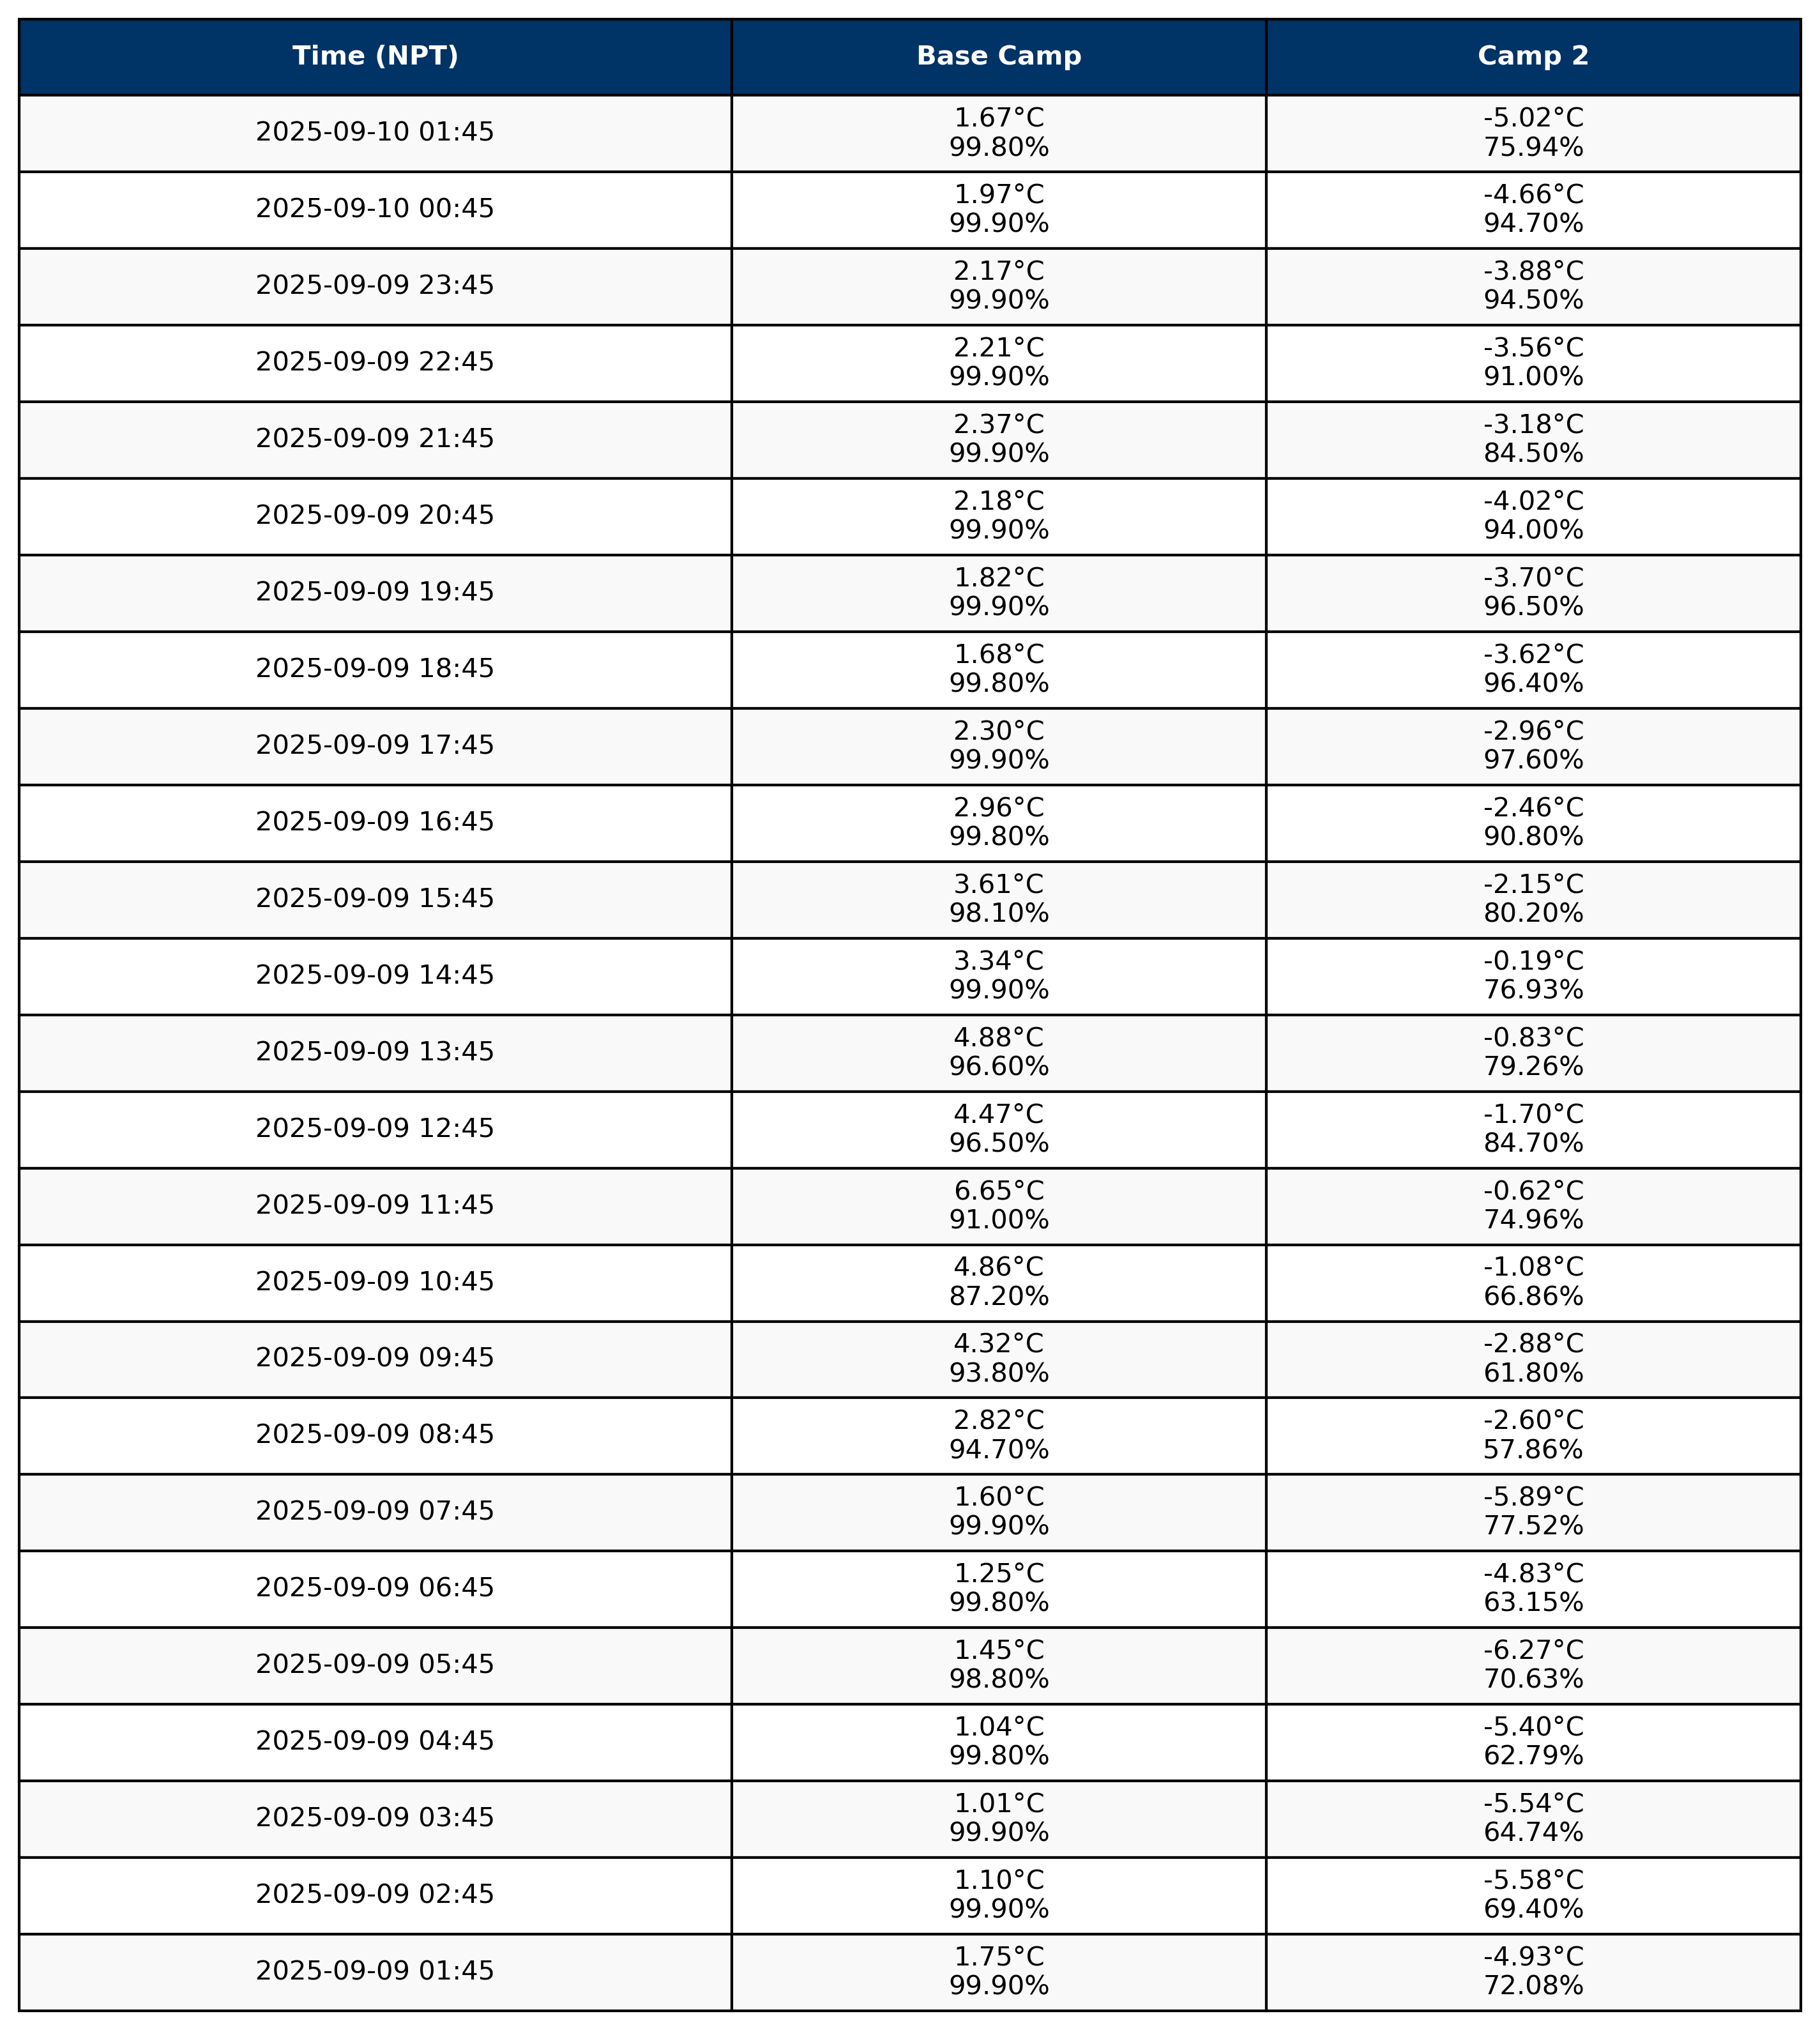 Time (NPT) Base Camp Camp 2
2025-09-10 01:45 1.67°C -5.02°C
99.80% 75.94%
2025-09-10 00:45 1.97°C -4.66°C
99.90% 94.70%
2025-09-09 23:45 2.17°C -3.88°C
99.90% 94.50%
2025-09-09 22:45 2.21°C -3.56°C
99.90% 91.00%
2025-09-09 21:45 2.37°C -3.18°C
99.90% 84.50%
2025-09-09 20:45 2.18°C -4.02°C
99.90% 94.00%
2025-09-09 19:45 1.82°C -3.70°C
99.90% 96.50%
2025-09-09 18:45 1.68°C -3.62°C
99.80% 96.40%
2025-09-09 17:45 2.30°C -2.96°C
99.90% 97.60%
2025-09-09 16:45 2.96°C -2.46°C
99.80% 90.80%
2025-09-09 15:45 3.61°C -2.15°C
98.10% 80.20%
2025-09-09 14:45 3.34°C -0.19°C
99.90% 76.93%
2025-09-09 13:45 4.88°C -0.83°C
96.60% 79.26%
2025-09-09 12:45 4.47°C -1.70°C
96.50% 84.70%
2025-09-09 11:45 6.65°C -0.62°C
91.00% 74.96%
2025-09-09 10:45 4.86°C -1.08°C
87.20% 66.86%
2025-09-09 09:45 4.32°C -2.88°C
93.80% 61.80%
2025-09-09 08:45 2.82°C -2.60°C
94.70% 57.86%
2025-09-09 07:45 1.60°C -5.89°C
99.90% 77.52%
2025-09-09 06:45 1.25°C -4.83°C
99.80% 63.15%
2025-09-09 05:45 1.45°C -6.27°C
98.80% 70.63%
2025-09-09 04:45 1.04°C -5.40°C
99.80% 62.79%
2025-09-09 03:45 1.01°C -5.54°C
99.90% 64.74%
2025-09-09 02:45 1.10°C -5.58°C
99.90% 69.40%
2025-09-09 01:45 1.75°C -4.93°C
99.90% 72.08%